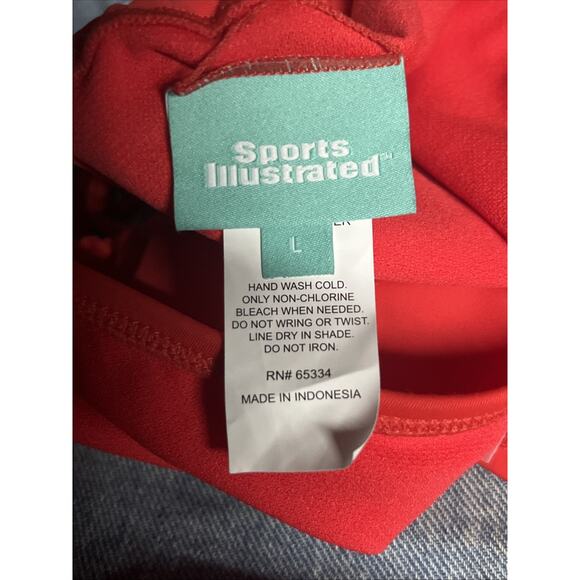 Sports
Illustrated™
L
HAND WASH COLD.
ONLY NON-CHLORINE
BLEACH WHEN NEEDED.
DO NOT WRING OR TWIST.
LINE DRY IN SHADE.
DO NOT IRON.
RN# 65334
MADE IN INDONESIA